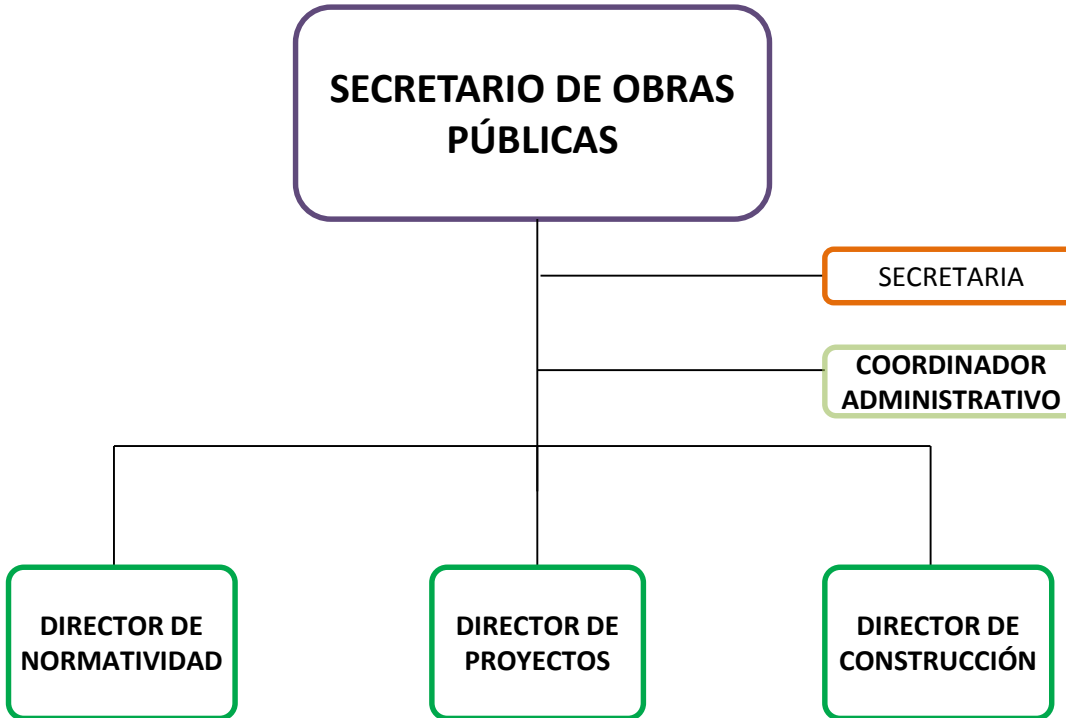 SECRETARIO DE OBRAS
PÚBLICAS
SECRETARIA
COORDINADOR
ADMINISTRATIVO
DIRECTOR DE
NORMATIVIDAD
DIRECTOR DE
PROYECTOS
DIRECTOR DE
CONSTRUCCIÓN